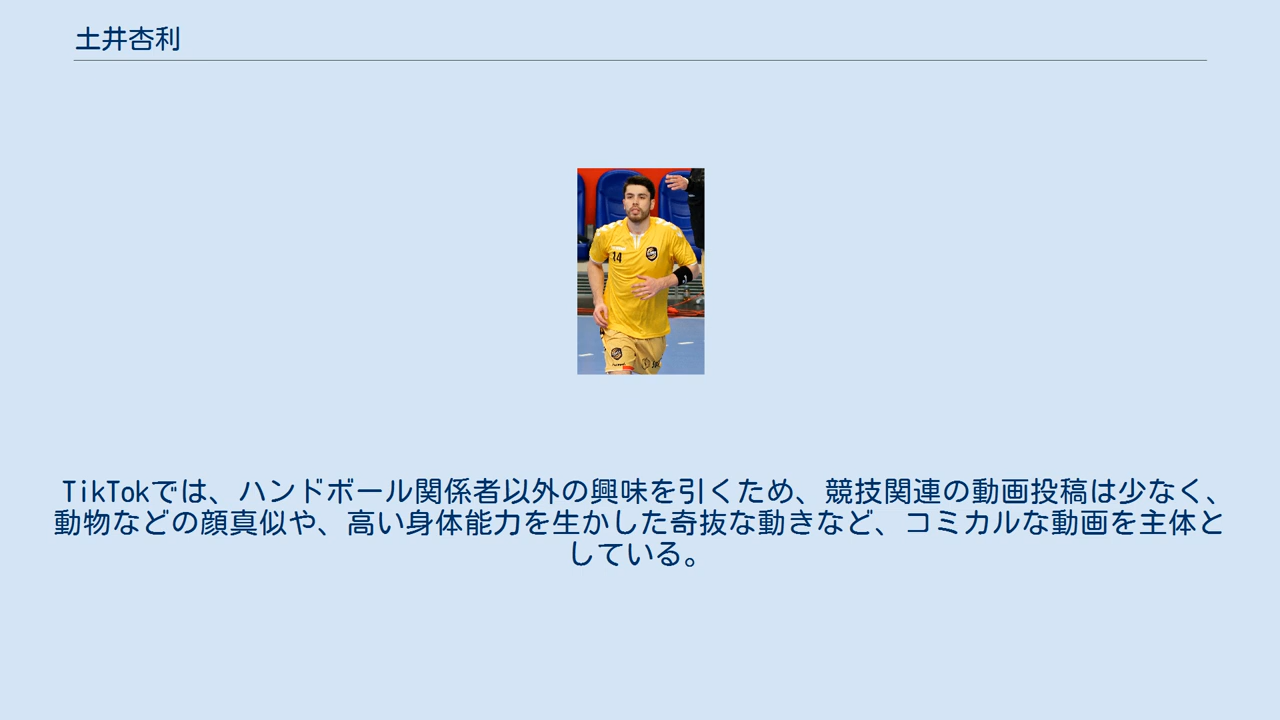 土井杏利
14
TikTokでは、ハンドボール関係者以外の興味を引くため、競技関連の動画投稿は少なく、
動物などの顔真似や、高い身体能力を生かした奇抜な動きなど、コミカルな動画を主体と
している。